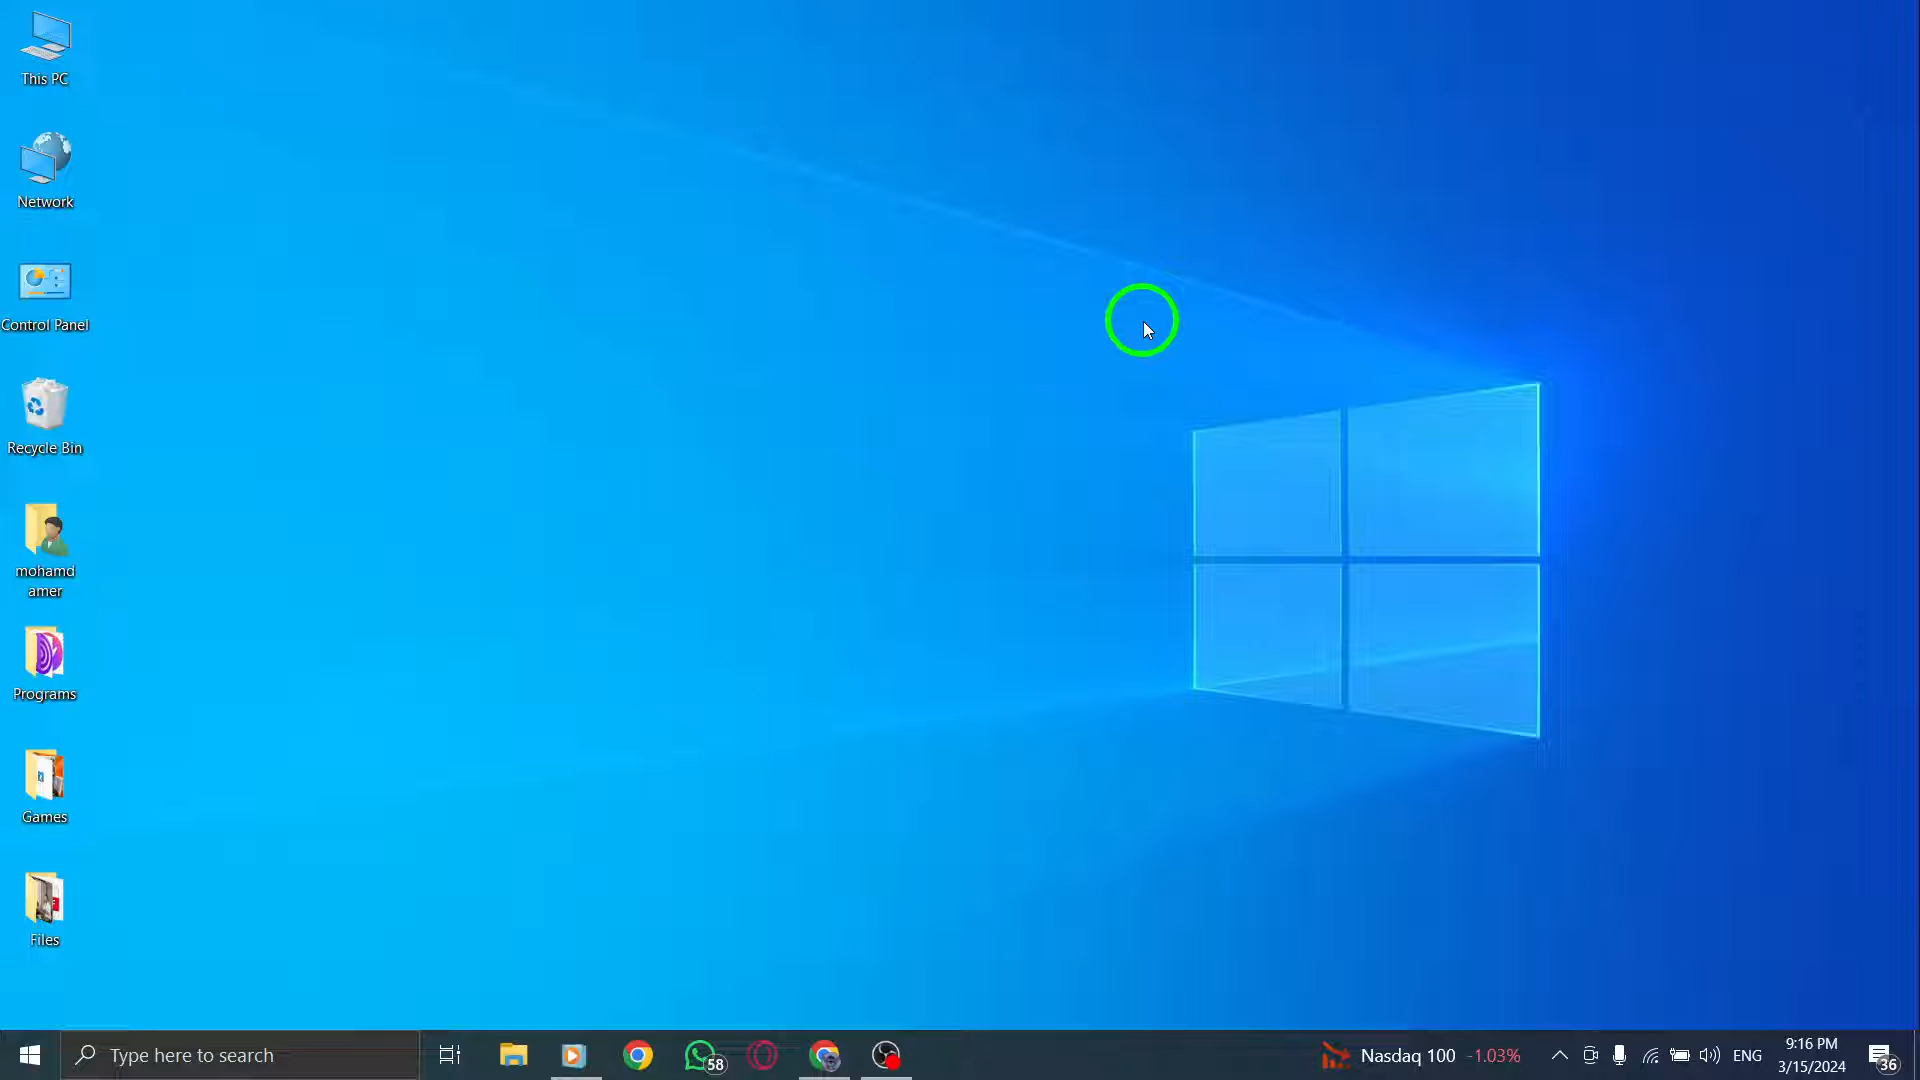 This PC
Network
Control Panel
Recycle Bin
mohamd
amer
Programs
Games
Files
Type here to search
58
Nasdaq 100 -1.03%
ENG
9:16 PM
3/15/2024
36